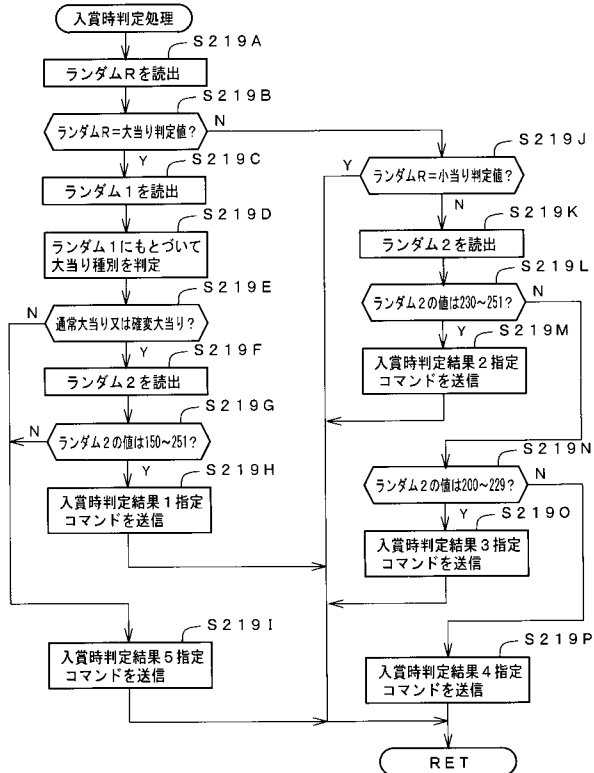 入賞時判定処理
S219A
ランダムRを読出
S219B
ランダムR=大当り判定値?
N
Y
S219C
ランダム1を読出
S219D
ランダム1にもとづいて
大当り種別を判定
S219E
N
通常大当り又は確変大当り?
Y
S219F
ランダム2を読出
S219G
N
ランダム2の値は150~251?
Y
S219H
入賞時判定結果1指定
コマンドを送信
S219I
入賞時判定結果5指定
コマンドを送信
S219J
Y
ランダムR=小当り判定値?
N
S219K
ランダム2を読出
S219L
ランダム2の値は230~251?
N
Y
S219M
入賞時判定結果2指定
コマンドを送信
S219N
ランダム2の値は200~229?
N
Y
S219O
入賞時判定結果3指定
コマンドを送信
S219P
入賞時判定結果4指定
コマンドを送信
RET